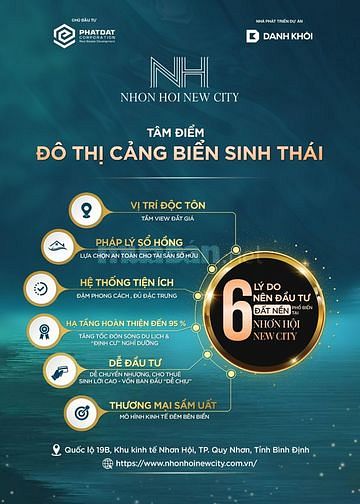 CHỦ ĐẦU TƯ
PHATDAT
CORPORATION
NHÀ PHÁT TRIỂN DỰ ÁN
DANH KHÔI
NH
NHON HOI NEW CITY
TÂM ĐIỂM
ĐÔ THỊ CẢNG BIỂN SINH THÁI
VỊ TRÍ ĐỘC TÔN
TẦM VIEW ĐẮT GIÁ
PHÁP LÝ SỔ HỒNG
LỰA CHỌN AN TOÀN CHO TÀI SẢN SỞ HỮU
HỆ THỐNG TIỆN ÍCH
ĐẬM PHONG CÁCH, ĐỦ ĐẶC TRƯNG
HẠ TẦNG HOÀN THIỆN ĐẾN 95 %
TĂNG TỐC ĐÓN SÓNG DU LỊCH &
"ĐỊNH CƯ" NGHỈ DƯỠNG
DỄ ĐẦU TƯ
DỄ CHUYỂN NHƯỢNG, CHO THUÊ
SINH LỜI CAO - VỐN BAN ĐẦU "DỄ CHỊU"
THƯƠNG MẠI SẦM UẤT
MÔ HÌNH KINH TẾ ĐÊM BÊN BIỂN
6 LÝ DO
NÊN ĐẦU TƯ
ĐẤT NỀN PHỐ BIỂN
TẠI
NHƠN HỘI
NEW CITY
Quốc lộ 19B, Khu kinh tế Nhơn Hội, TP. Quy Nhơn, Tỉnh Bình Định
https://www.nhonhoinewcity.com.vn/